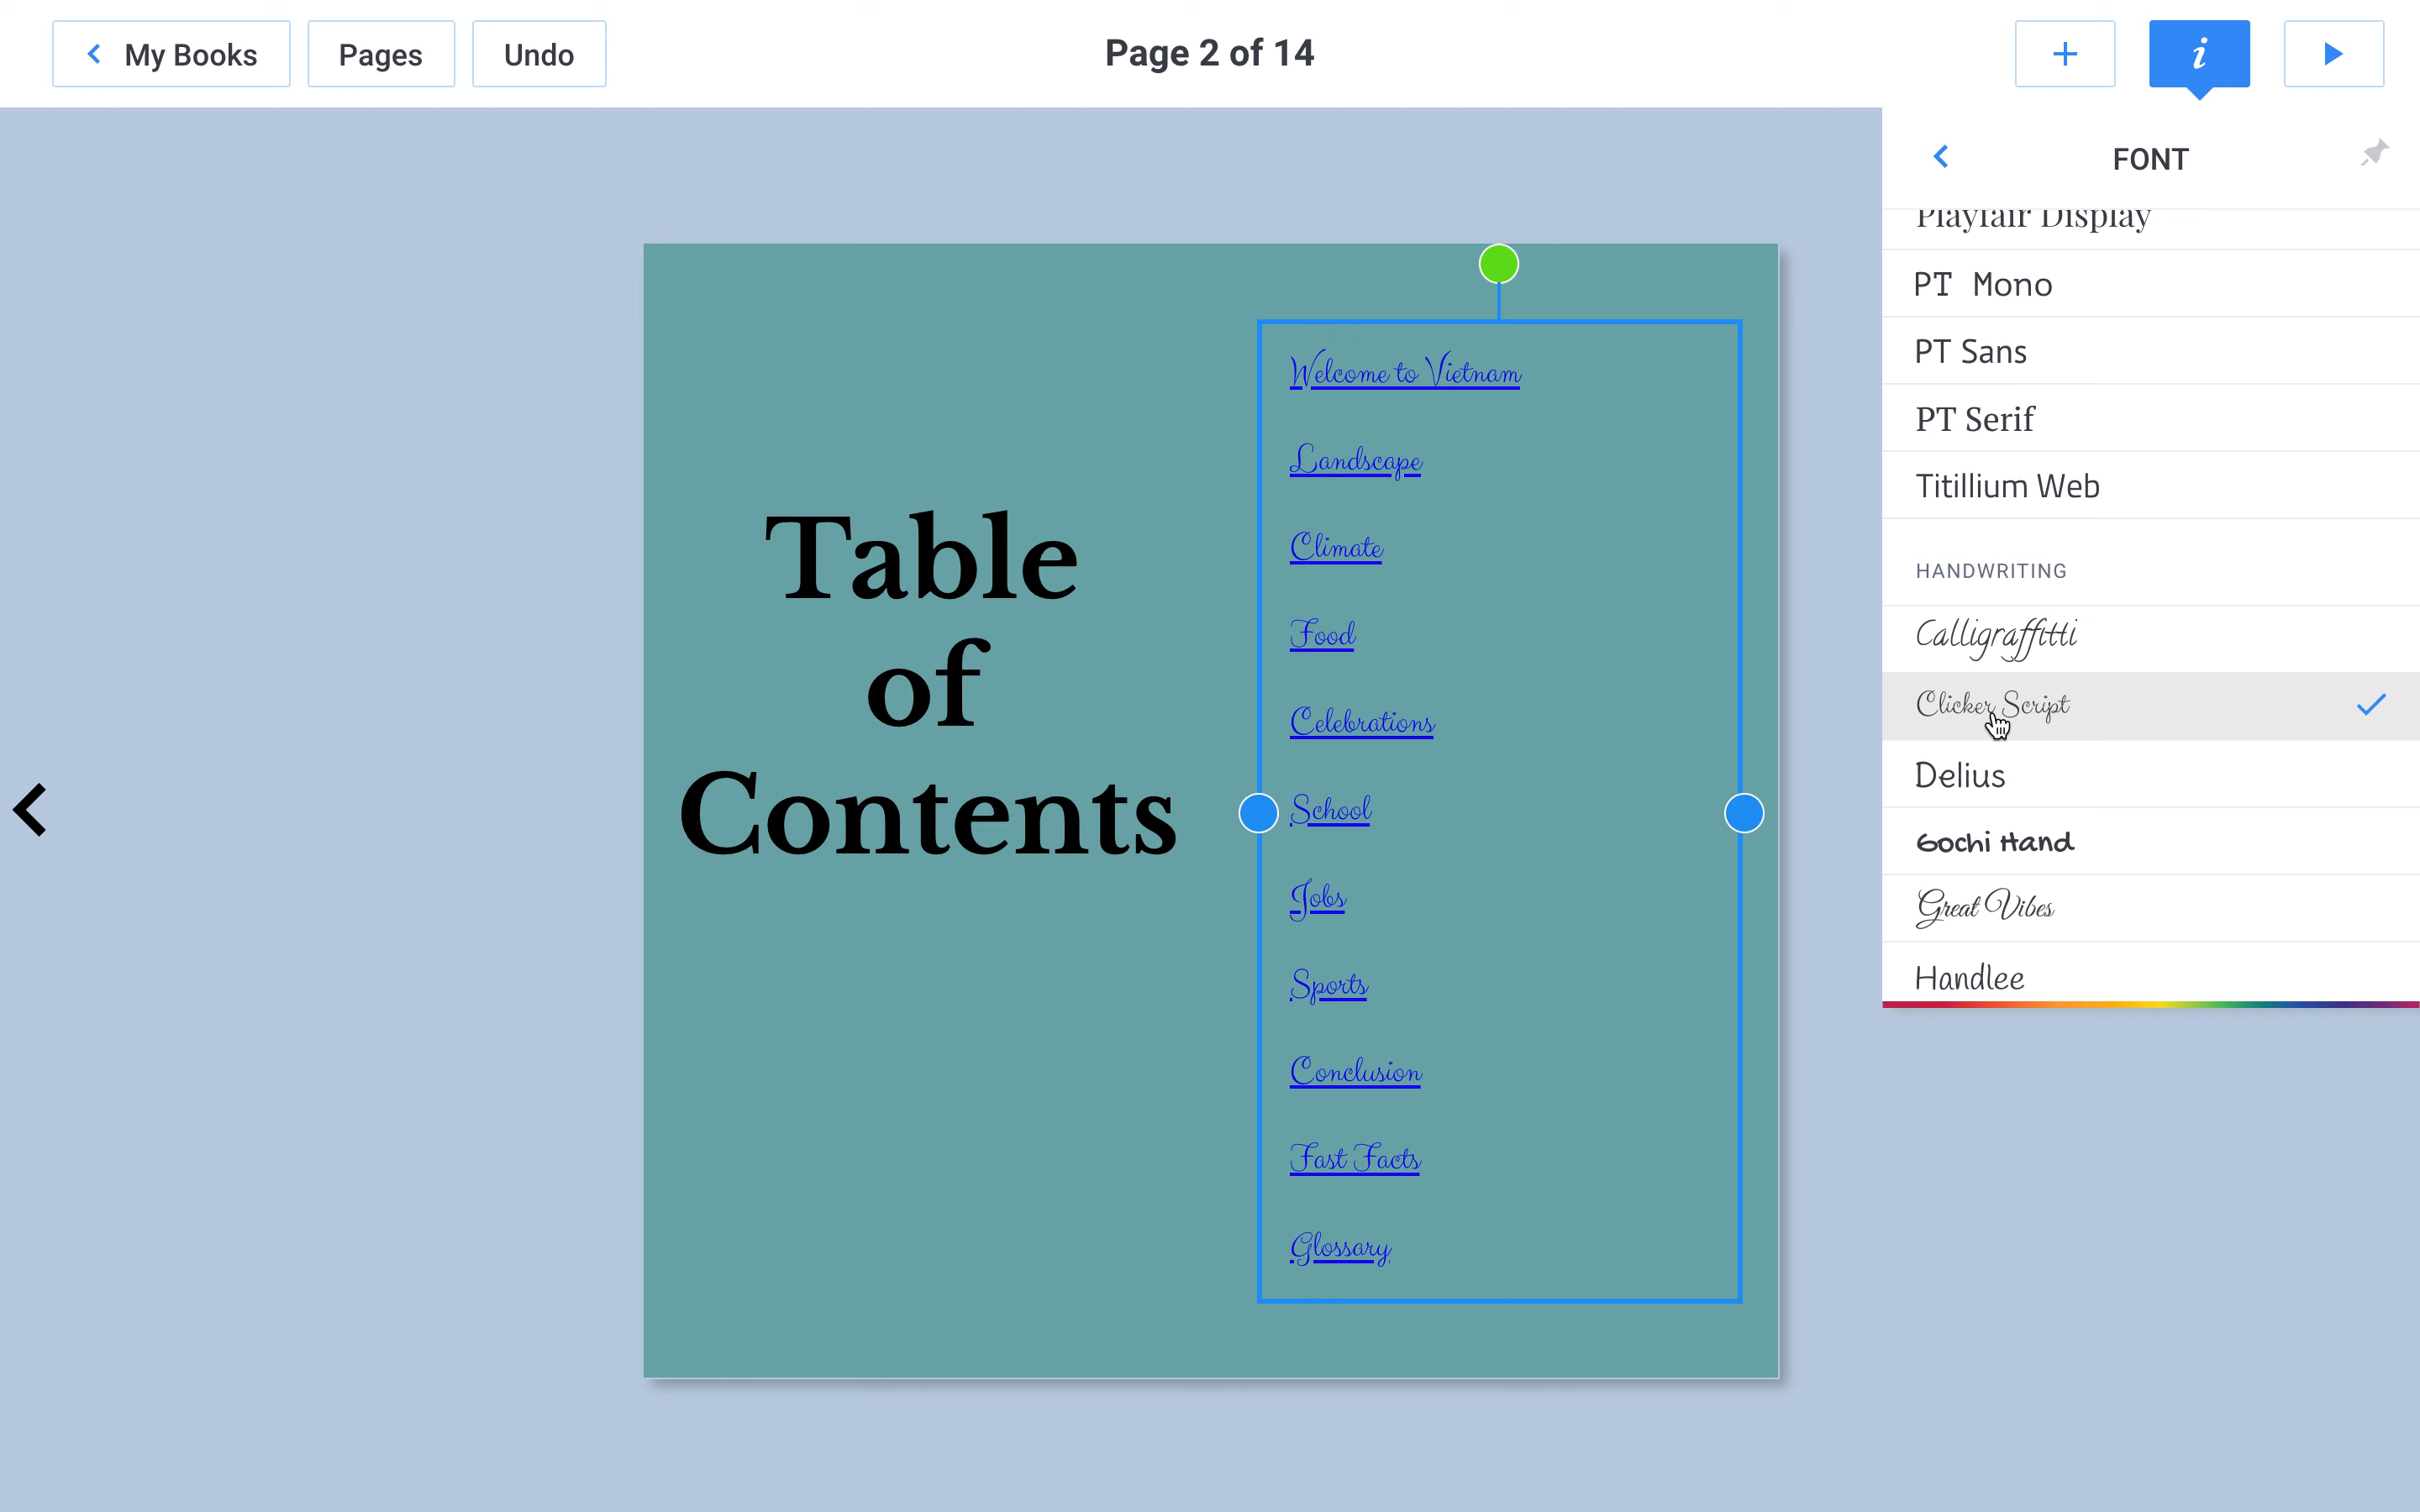 My Books
Pages
Undo
Page 2 of 14
i
FONT
Playfair Display
PT Mono
PT Sans
PT Serif
Titillium Web
HANDWRITING
Calligraffitti
Clicker Script
Delius
Gochi Hand
Great Vibes
Handlee
Table
of
Contents
Welcome to Vietnam
Landscape
Climate
Food
Celebrations
School
Jobs
Sports
Conclusion
Fast Facts
Glossary